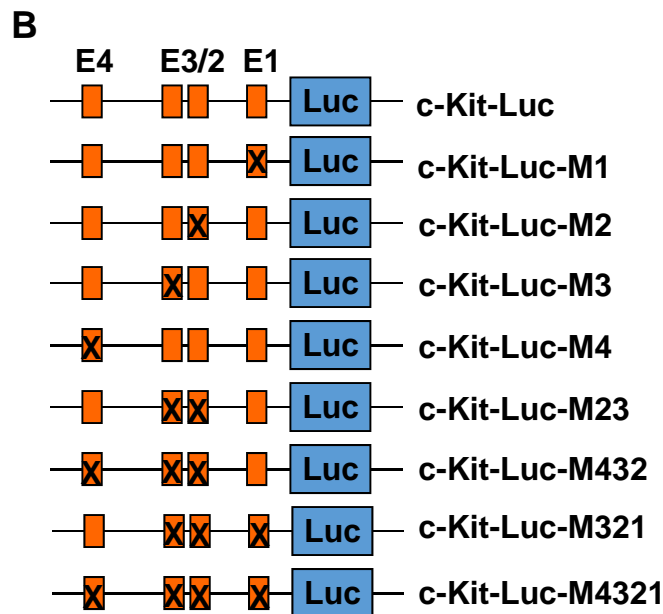 B
E4 E3/2 E1
Luc c-Kit-Luc
X Luc c-Kit-Luc-M1
X Luc c-Kit-Luc-M2
X Luc c-Kit-Luc-M3
X Luc c-Kit-Luc-M4
X X Luc c-Kit-Luc-M23
X X X Luc c-Kit-Luc-M432
X X X Luc c-Kit-Luc-M321
X X X X Luc c-Kit-Luc-M4321